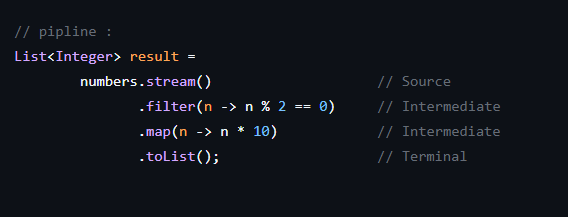 // pipline :
List<Integer> result =
        numbers.stream()                    // Source
               .filter(n -> n % 2 == 0)     // Intermediate
               .map(n -> n * 10)            // Intermediate
               .toList();                   // Terminal